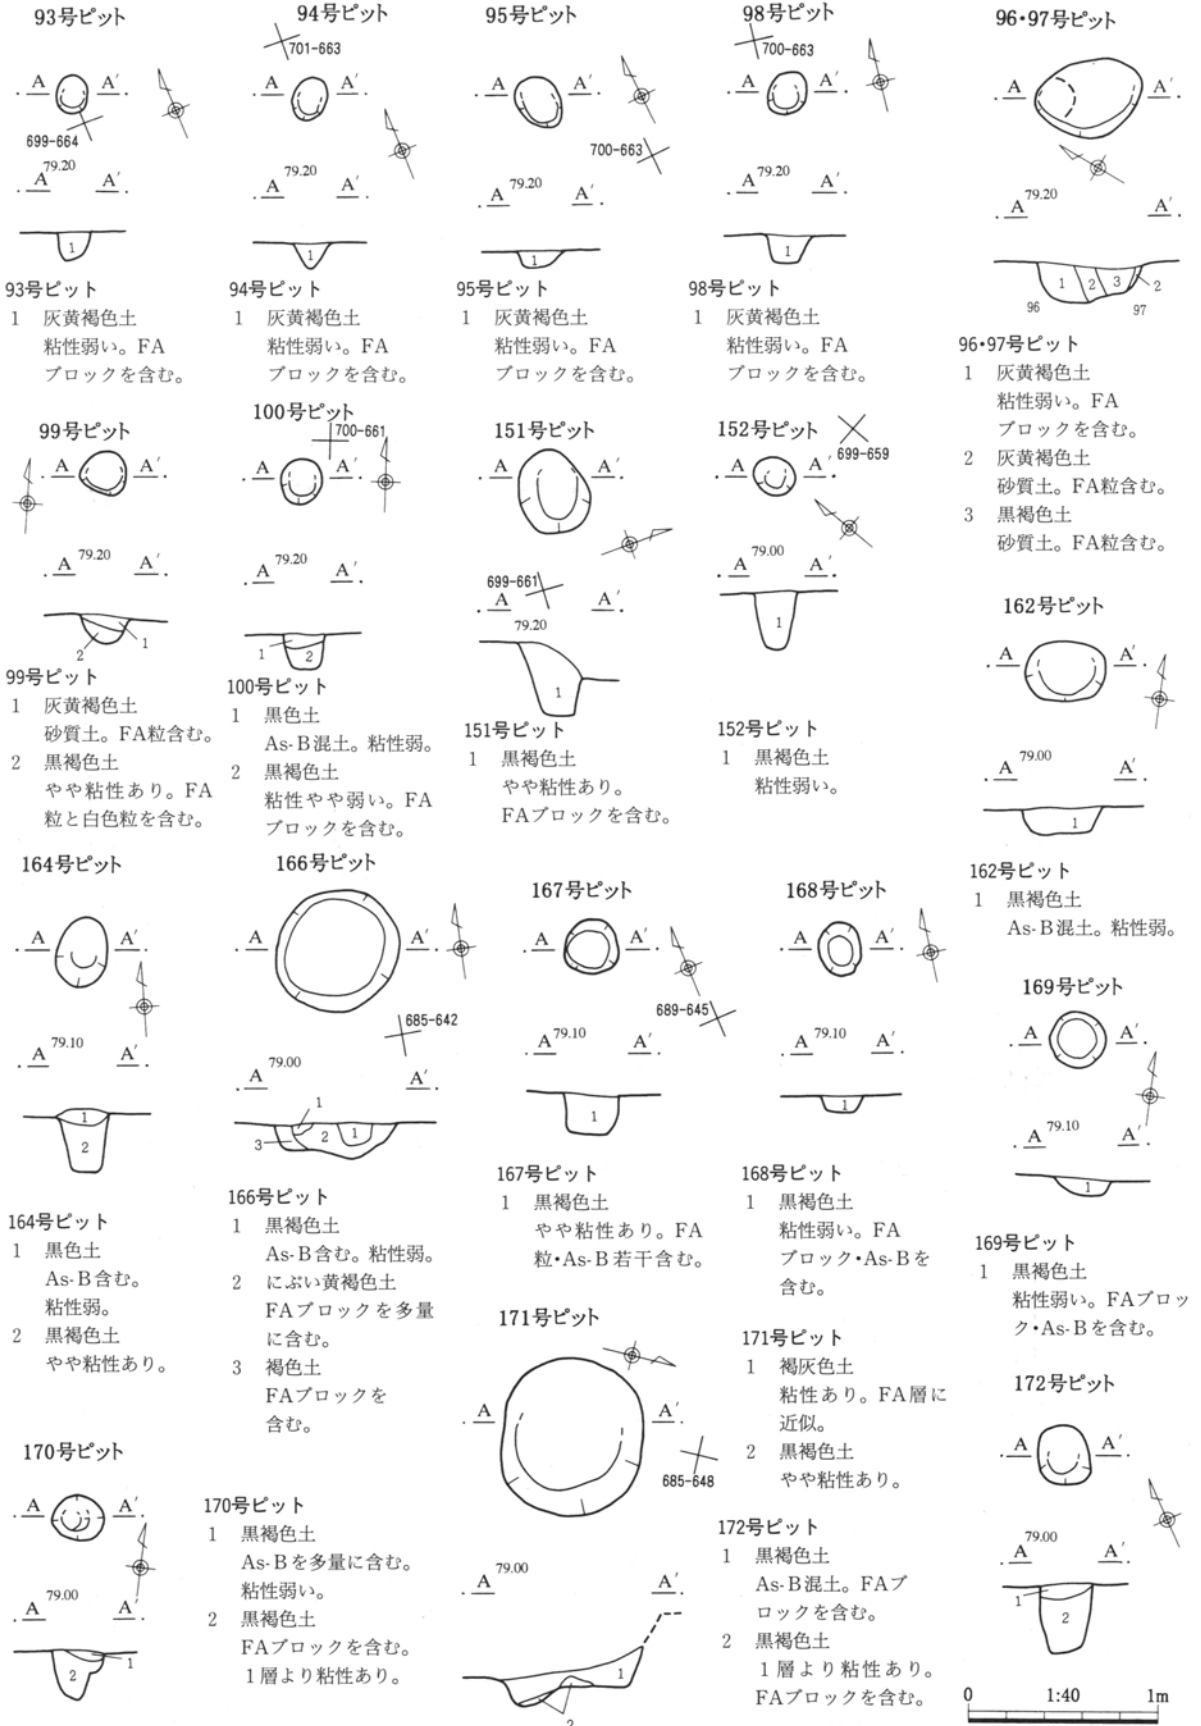 93号ピット
A A'
699-664
A 79.20 A'
1
93号ピット
1 灰黄褐色土
粘性弱い。FA
ブロックを含む。
94号ピット
701-663
A A'
A 79.20 A'
1
94号ピット
1 灰黄褐色土
粘性弱い。FA
ブロックを含む。
95号ピット
A A'
700-663
A 79.20 A'
1
95号ピット
1 灰黄褐色土
粘性弱い。FA
ブロックを含む。
98号ピット
700-663
A A'
A 79.20 A'
1
98号ピット
1 灰黄褐色土
粘性弱い。FA
ブロックを含む。
96・97号ピット
A A'
A 79.20 A'
1 2 3 2
96 97
96・97号ピット
1 灰黄褐色土
粘性弱い。FA
ブロックを含む。
2 灰黄褐色土
砂質土。FA粒含む。
3 黒褐色土
砂質土。FA粒含む。
99号ピット
A A'
A 79.20 A'
2 1
99号ピット
1 灰黄褐色土
砂質土。FA粒含む。
2 黒褐色土
やや粘性あり。FA
粒と白色粒を含む。
100号ピット
700-661
A A'
A 79.20 A'
1 2
100号ピット
1 黒色土
As-B混土。粘性弱。
2 黒褐色土
粘性やや弱い。FA
ブロックを含む。
151号ピット
A A'
699-661
A A'
79.20
1
151号ピット
1 黒褐色土
やや粘性あり。
FAブロックを含む。
152号ピット
699-659
A A'
A 79.00 A'
1
152号ピット
1 黒褐色土
粘性弱い。
162号ピット
A A'
A 79.00 A'
1
162号ピット
1 黒褐色土
As-B混土。粘性弱。
164号ピット
A A'
A 79.10 A'
1
2
164号ピット
1 黒色土
As-B含む。
粘性弱。
2 黒褐色土
やや粘性あり。
166号ピット
A A'
685-642
A 79.00 A'
1
3 2 1
166号ピット
1 黒褐色土
As-B含む。粘性弱。
2 にぶい黄褐色土
FAブロックを多量
に含む。
3 褐色土
FAブロックを
含む。
167号ピット
A A'
689-645
A 79.10 A'
1
167号ピット
1 黒褐色土
やや粘性あり。FA
粒・As-B若干含む。
168号ピット
A A'
A 79.10 A'
1
168号ピット
1 黒褐色土
粘性弱い。FA
ブロック・As-Bを
含む。
169号ピット
A A'
A 79.10 A'
1
169号ピット
1 黒褐色土
粘性弱い。FAブロッ
ク・As-Bを含む。
170号ピット
A A'
A 79.00 A'
2 1
170号ピット
1 黒褐色土
As-Bを多量に含む。
粘性弱い。
2 黒褐色土
FAブロックを含む。
1層より粘性あり。
171号ピット
A A'
685-648
A 79.00 A'
1
2
171号ピット
1 褐灰色土
粘性あり。FA層に
近似。
2 黒褐色土
やや粘性あり。
172号ピット
A A'
A 79.00 A'
1
2
172号ピット
1 黒褐色土
As-B混土。FAブ
ロックを含む。
2 黒褐色土
1層より粘性あり。
FAブロックを含む。
0 1:40 1m